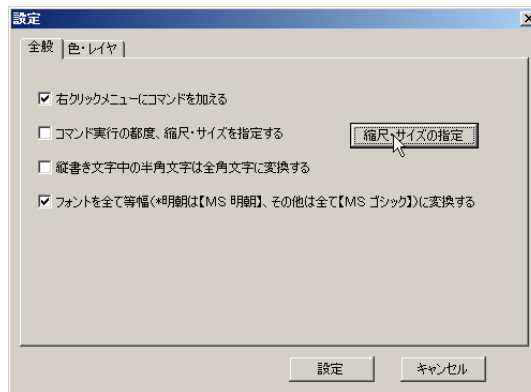 設定
全般 色・レイヤ
右クリックメニューにコマンドを加える
コマンド実行の都度、縮尺・サイズを指定する 縮尺・サイズの指定
縦書き文字中の半角文字は全角文字に変換する
フォントを全て等幅(*明朝は【MS 明朝】、その他は全て【MS ゴシック】)に変換する
設定 キャンセル